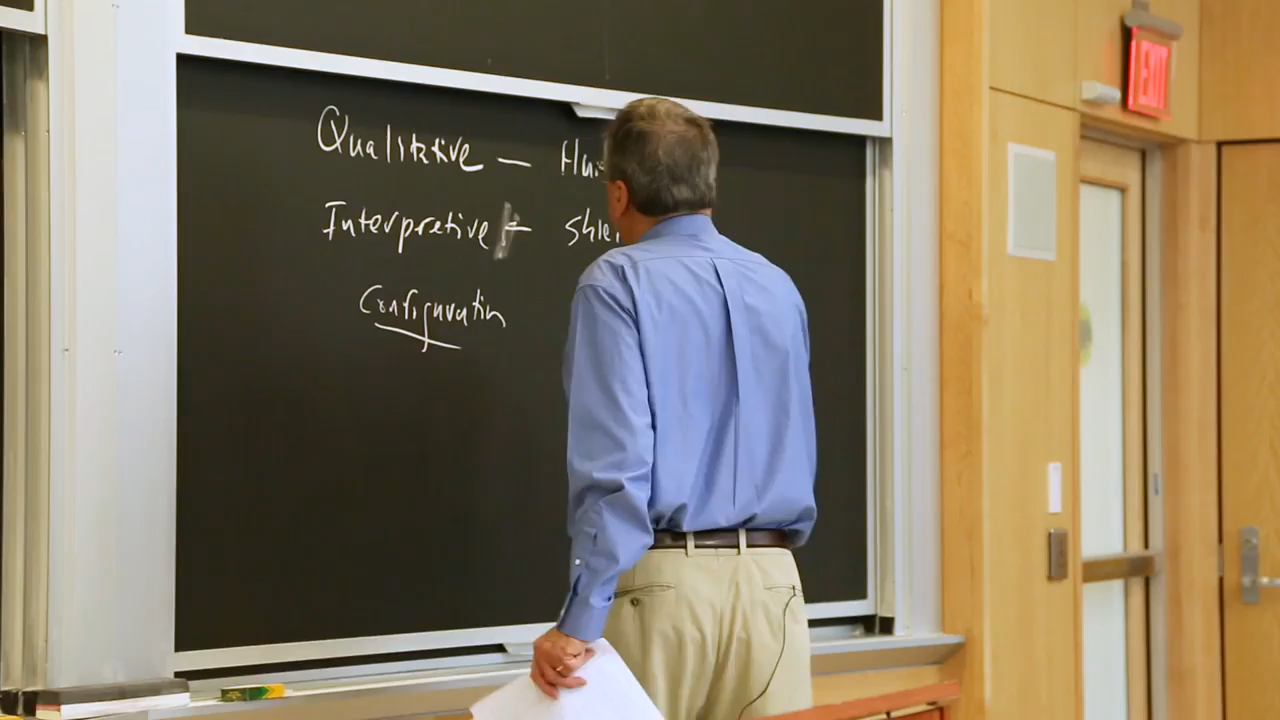 Qualitative —
Interpretive —
Configuration
EXIT